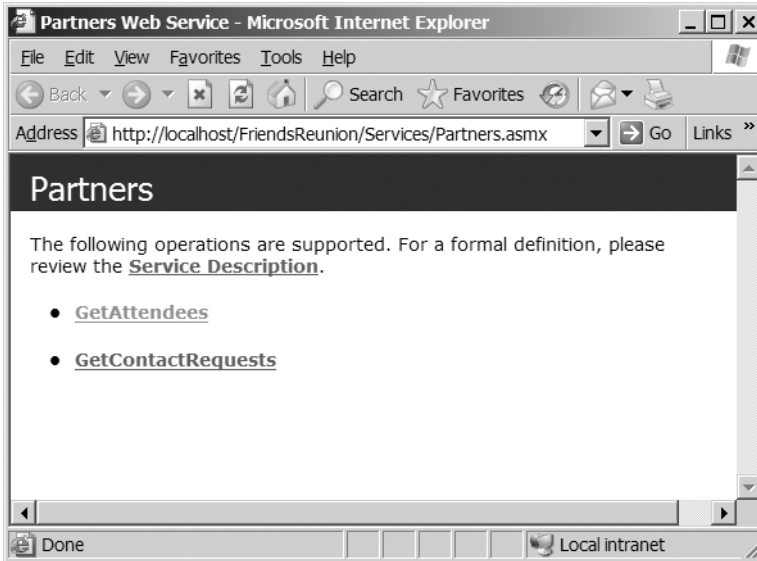 Partners Web Service - Microsoft Internet Explorer
File Edit View Favorites Tools Help
Back Search Favorites
Address http://localhost/FriendsReunion/Services/Partners.asmx Go Links »
Partners
The following operations are supported. For a formal definition, please
review the Service Description.
• GetAttendees
• GetContactRequests
Done Local intranet